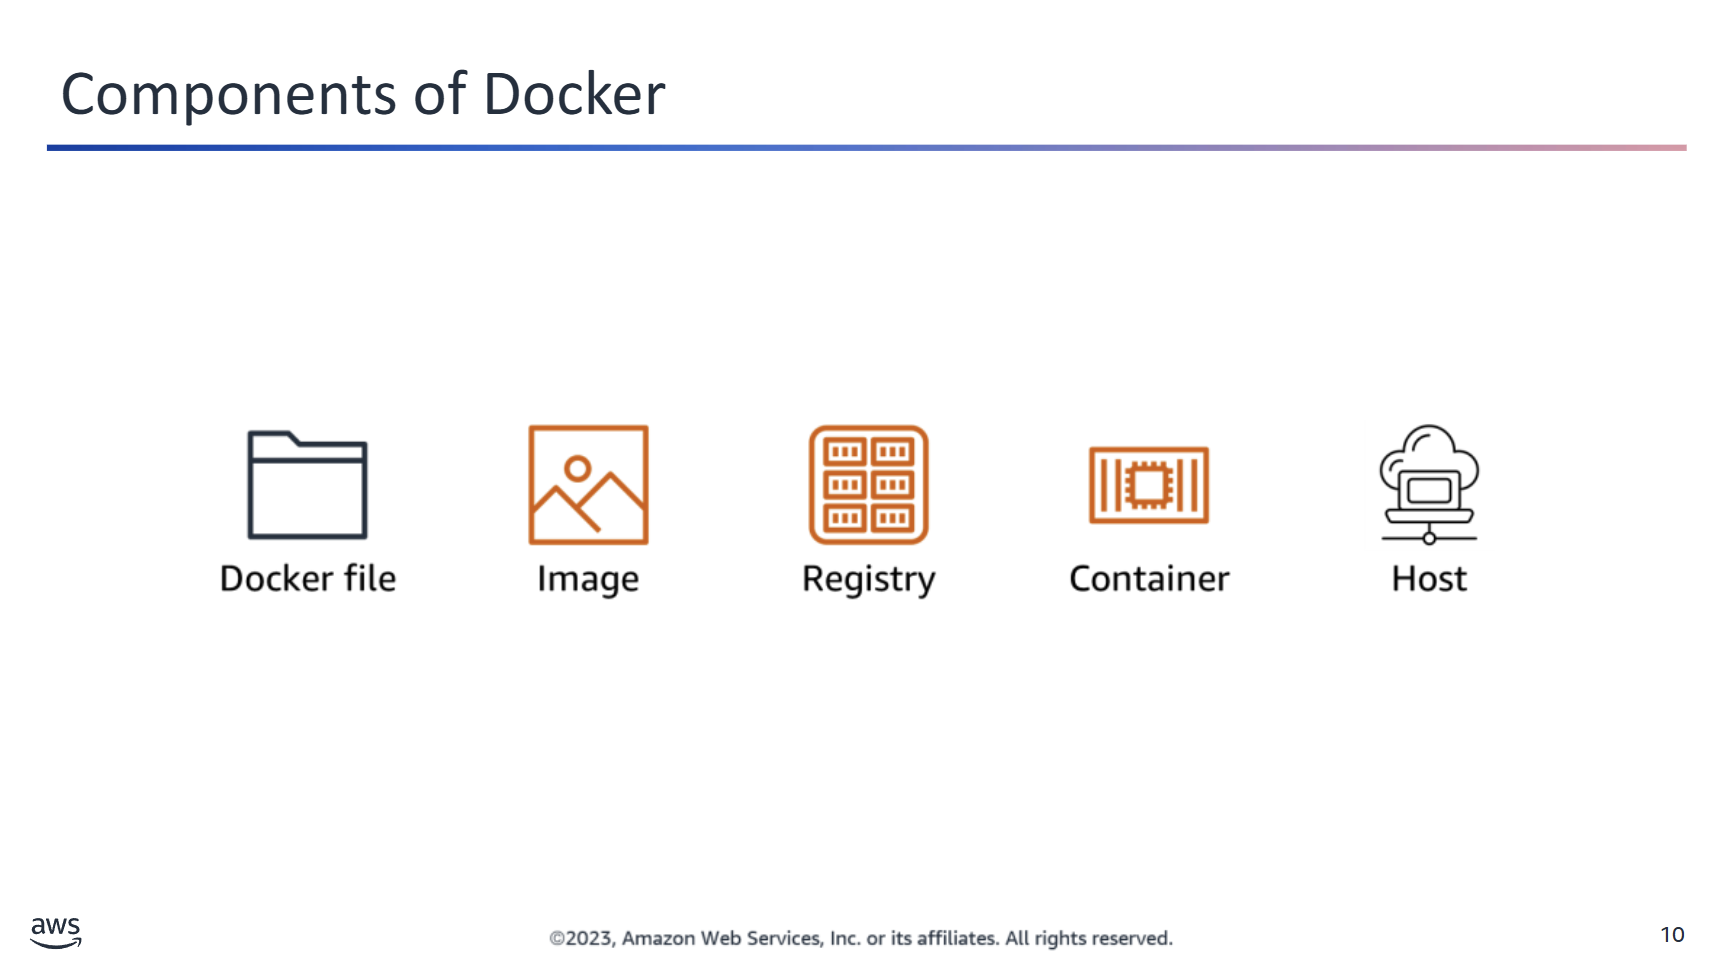 Components of Docker
Docker file
Image
Registry
Container
Host
aws
©2023, Amazon Web Services, Inc. or its affiliates. All rights reserved.
10